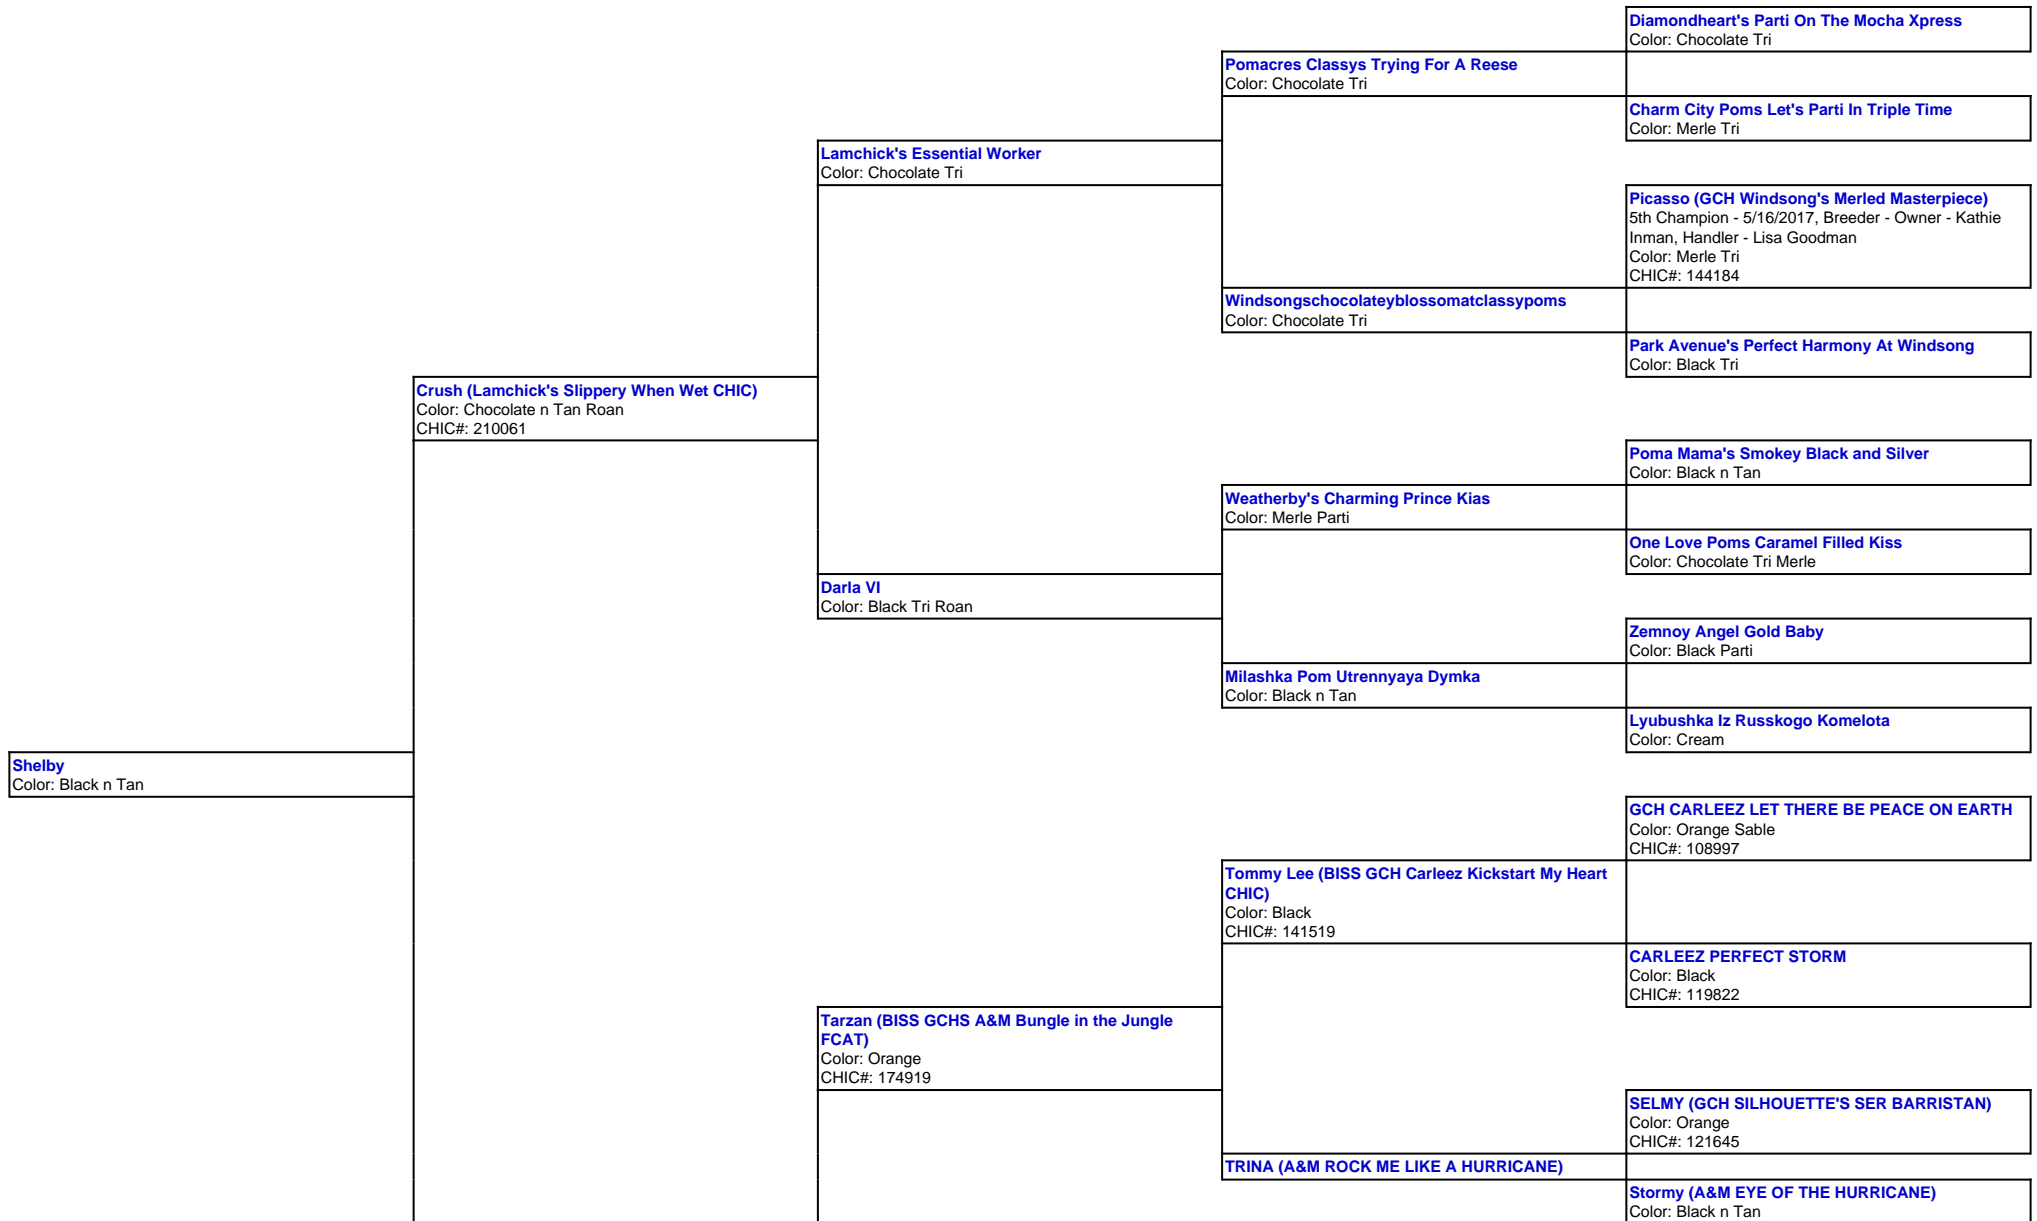 Diamondheart's Parti On The Mocha Xpress
Color: Chocolate Tri
Pomacres Classys Trying For A Reese
Color: Chocolate Tri
Charm City Poms Let's Parti In Triple Time
Color: Merle Tri
Lamchick's Essential Worker
Color: Chocolate Tri
Picasso (GCH Windsong's Merled Masterpiece)
5th Champion - 5/16/2017, Breeder - Owner - Kathie
Inman, Handler - Lisa Goodman
Color: Merle Tri
CHIC#: 144184
Windsongschocolateyblossomatclassypoms
Color: Chocolate Tri
Park Avenue's Perfect Harmony At Windsong
Color: Black Tri
Crush (Lamchick's Slippery When Wet CHIC)
Color: Chocolate n Tan Roan
CHIC#: 210061
Poma Mama's Smokey Black and Silver
Color: Black n Tan
Weatherby's Charming Prince Kias
Color: Merle Parti
One Love Poms Caramel Filled Kiss
Color: Chocolate Tri Merle
Darla VI
Color: Black Tri Roan
Zemnoy Angel Gold Baby
Color: Black Parti
Milashka Pom Utrennyaya Dymka
Color: Black n Tan
Lyubushka Iz Russkogo Komelota
Color: Cream
Shelby
Color: Black n Tan
GCH CARLEEZ LET THERE BE PEACE ON EARTH
Color: Orange Sable
CHIC#: 108997
Tommy Lee (BISS GCH Carleez Kickstart My Heart
CHIC)
Color: Black
CHIC#: 141519
CARLEEZ PERFECT STORM
Color: Black
CHIC#: 119822
Tarzan (BISS GCHS A&M Bungle in the Jungle
FCAT)
Color: Orange
CHIC#: 174919
SELMY (GCH SILHOUETTE'S SER BARRISTAN)
Color: Orange
CHIC#: 121645
TRINA (A&M ROCK ME LIKE A HURRICANE)
Stormy (A&M EYE OF THE HURRICANE)
Color: Black n Tan